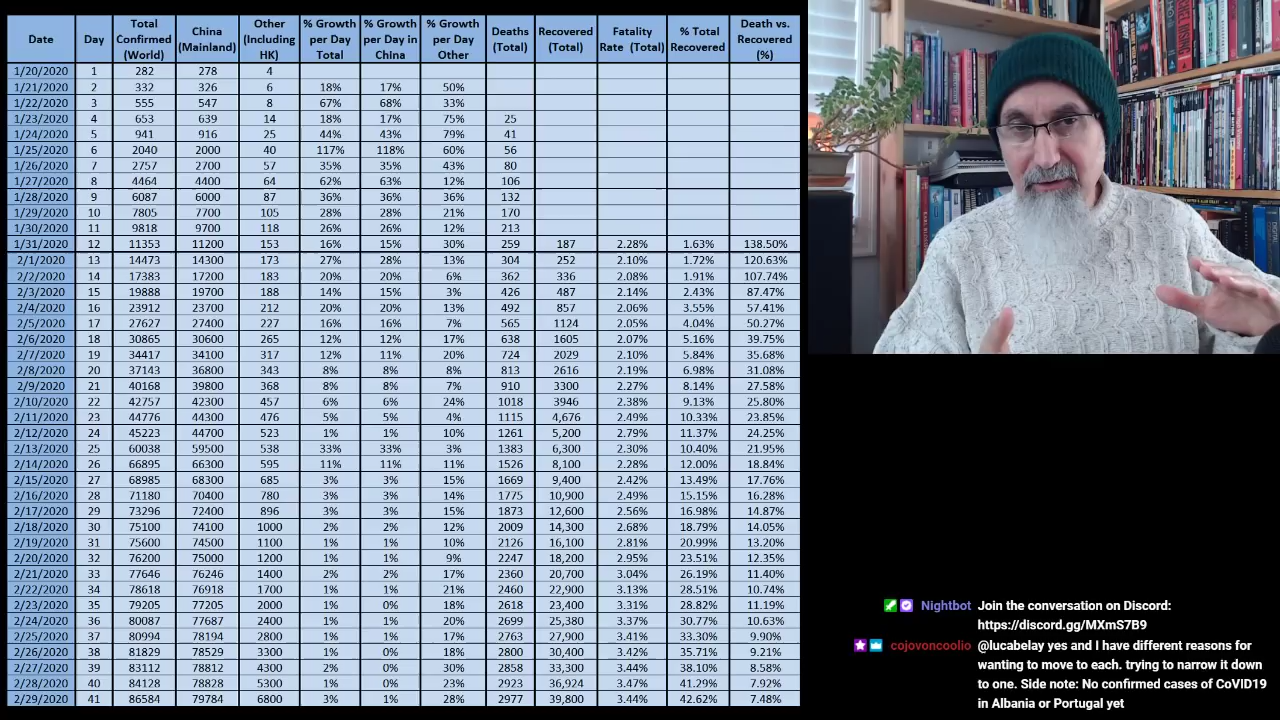 Date Day Total Confirmed (World) China (Mainland) Other (Including HK) % Growth per Day Total % Growth per Day in China % Growth per Day Other Deaths (Total) Recovered (Total) Fatality Rate (Total) % Total Recovered Death vs. Recovered (%)
1/20/2020 1 282 278 4
1/21/2020 2 332 326 6 18% 17% 50%
1/22/2020 3 555 547 8 67% 68% 33%
1/23/2020 4 653 639 14 18% 17% 75% 25
1/24/2020 5 941 916 25 44% 43% 79% 41
1/25/2020 6 2040 2000 40 117% 118% 60% 56
1/26/2020 7 2757 2700 57 35% 35% 43% 80
1/27/2020 8 4464 4400 64 62% 63% 12% 106
1/28/2020 9 6087 6000 87 36% 36% 36% 132
1/29/2020 10 7805 7700 105 28% 28% 21% 170
1/30/2020 11 9818 9700 118 26% 26% 12% 213
1/31/2020 12 11353 11200 153 16% 15% 30% 259 187 2.28% 1.63% 138.50%
2/1/2020 13 14473 14300 173 27% 28% 13% 304 252 2.10% 1.72% 120.63%
2/2/2020 14 17383 17200 183 20% 20% 6% 362 336 2.08% 1.91% 107.74%
2/3/2020 15 19888 19700 188 14% 15% 3% 426 487 2.14% 2.43% 87.47%
2/4/2020 16 23912 23700 212 20% 20% 13% 492 857 2.06% 3.55% 57.41%
2/5/2020 17 27627 27400 227 16% 16% 7% 565 1124 2.05% 4.04% 50.27%
2/6/2020 18 30865 30600 265 12% 12% 17% 638 1605 2.07% 5.16% 39.75%
2/7/2020 19 34417 34100 317 12% 11% 20% 724 2029 2.10% 5.84% 35.68%
2/8/2020 20 37143 36800 343 8% 8% 8% 813 2616 2.19% 6.98% 31.08%
2/9/2020 21 40168 39800 368 8% 8% 7% 910 3300 2.27% 8.14% 27.58%
2/10/2020 22 42757 42300 457 6% 6% 24% 1018 3946 2.38% 9.13% 25.80%
2/11/2020 23 44776 44300 476 5% 5% 4% 1115 4,676 2.49% 10.33% 23.85%
2/12/2020 24 45223 44700 523 1% 1% 10% 1261 5,200 2.79% 11.37% 24.25%
2/13/2020 25 60038 59500 538 33% 33% 3% 1383 6,300 2.30% 10.40% 21.95%
2/14/2020 26 66895 66300 595 11% 11% 11% 1526 8,100 2.28% 12.00% 18.84%
2/15/2020 27 68985 68300 685 3% 3% 15% 1669 9,400 2.42% 13.49% 17.76%
2/16/2020 28 71180 70400 780 3% 3% 14% 1775 10,900 2.49% 15.15% 16.28%
2/17/2020 29 73296 72400 896 3% 3% 15% 1873 12,600 2.56% 16.98% 14.87%
2/18/2020 30 75100 74100 1000 2% 2% 12% 2009 14,300 2.68% 18.79% 14.05%
2/19/2020 31 75600 74500 1100 1% 1% 10% 2126 16,100 2.81% 20.99% 13.20%
2/20/2020 32 76200 75000 1200 1% 1% 9% 2247 18,200 2.95% 23.51% 12.35%
2/21/2020 33 77646 76246 1400 2% 2% 17% 2360 20,700 3.04% 26.19% 11.40%
2/22/2020 34 78618 76918 1700 1% 1% 21% 2460 22,900 3.13% 28.51% 10.74%
2/23/2020 35 79205 77205 2000 1% 0% 18% 2618 23,400 3.31% 28.82% 11.19%
2/24/2020 36 80087 77687 2400 1% 1% 20% 2699 25,380 3.37% 30.77% 10.63%
2/25/2020 37 80994 78194 2800 1% 1% 17% 2763 27,900 3.41% 33.30% 9.90%
2/26/2020 38 81829 78529 3300 1% 0% 18% 2800 30,400 3.42% 35.71% 9.21%
2/27/2020 39 83112 78812 4300 2% 0% 30% 2858 33,300 3.44% 38.10% 8.58%
2/28/2020 40 84128 78828 5300 1% 0% 23% 2923 36,924 3.47% 41.29% 7.92%
2/29/2020 41 86584 79784 6800 3% 1% 28% 2977 39,800 3.44% 42.62% 7.48%
Nightbot Join the conversation on Discord:
https://discord.gg/MXmS7B9
cojovoncoolio @lucabelay yes and I have different reasons for
wanting to move to each. trying to narrow it down
to one. SIde note: No confirmed cases of CoVID19
in Albania or Portugal yet